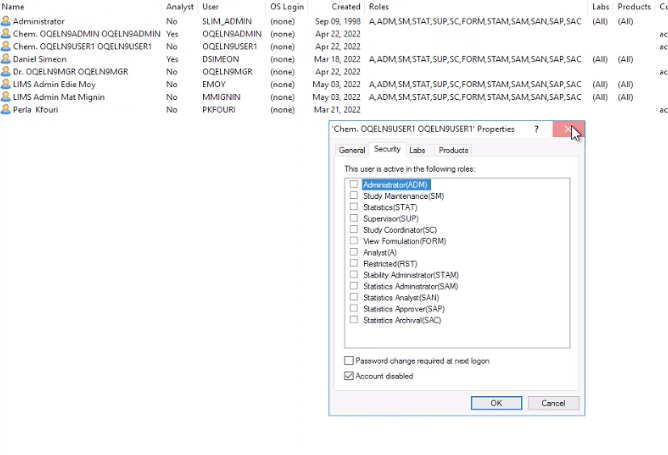 Name Analyst User OS Login Created Roles Labs Products
Administrator No SLIM_ADMIN (none) Sep 09, 1998 A,ADM,SM,STAT,SUP,SC,FORM,STAM,SAM,SAN,SAP,SAC (All) (All)
Chem. OQELN9ADMIN OQELN9ADMIN Yes OQELN9ADMIN (none) Apr 22, 2022
Chem. OQELN9USER1 OQELN9USER1 No OQELN9USER1 (none) Apr 22, 2022
Daniel Simeon Yes DSIMEON (none) Mar 18, 2022 A,ADM,SM,STAT,SUP,SC,FORM,STAM,SAM,SAN,SAP,SAC (All) (All)
Dr. OQELN9MGR OQELN9MGR No OQELN9MGR (none) Apr 22, 2022
LIMS Admin Edie Moy No EMOY (none) May 03, 2022 A,ADM,SM,STAT,SUP,SC,FORM,STAM,SAM,SAN,SAP,SAC (All) (All)
LIMS Admin Mat Mignin No MMIGNIN (none) May 03, 2022 A,ADM,SM,STAT,SUP,SC,FORM,STAM,SAM,SAN,SAP,SAC (All) (All)
Perla Kfouri No PKFOURI (none) Mar 21, 2022
'Chem. OQELN9USER1 OQELN9USER1' Properties ?
General Security Labs Products
This user is active in the following roles:
Administrator(ADM)
Study Maintenance(SM)
Statistics(STAT)
Supervisor(SUP)
Study Coordinator(SC)
View Formulation(FORM)
Analyst(A)
Restricted(RST)
Stability Administrator(STAM)
Statistics Administrator(SAM)
Statistics Analyst(SAN)
Statistics Approver(SAP)
Statistics Archival(SAC)
Password change required at next logon
Account disabled
OK Cancel